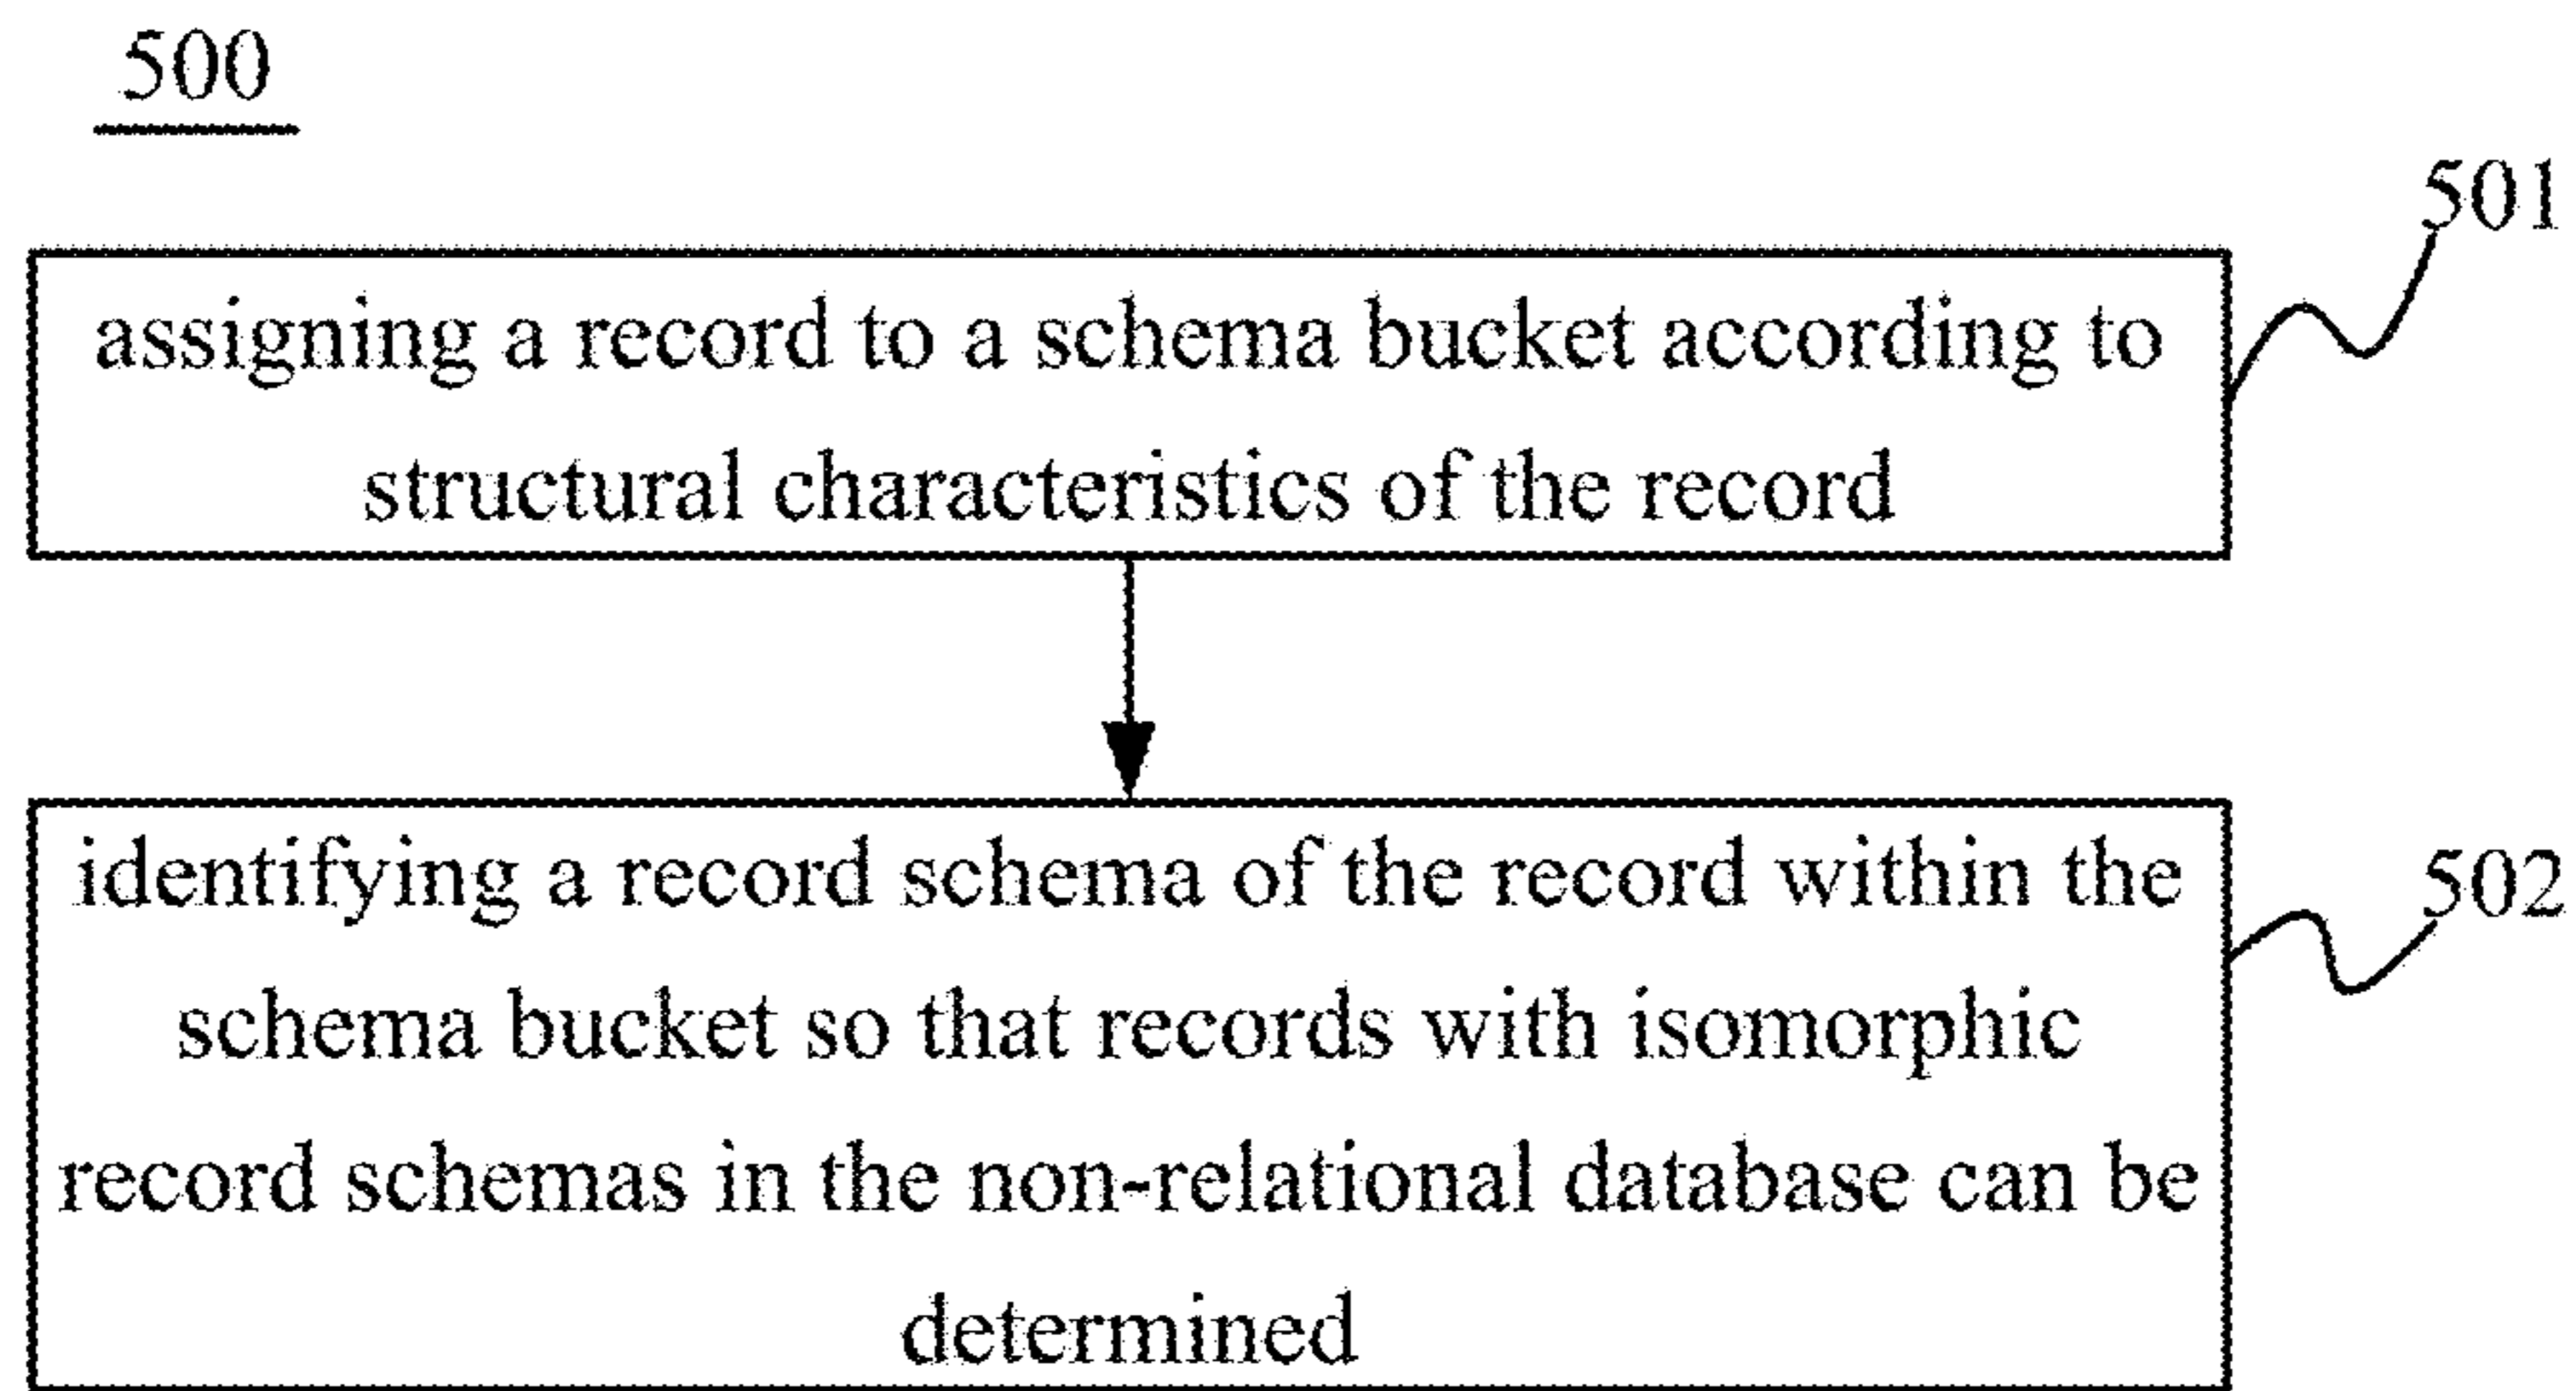 500
501
assigning a record to a schema bucket according to
structural characteristics of the record
identifying a record schema of the record within the
502
schema bucket so that records with isomorphic
record schemas in the non-relational database can be
determined